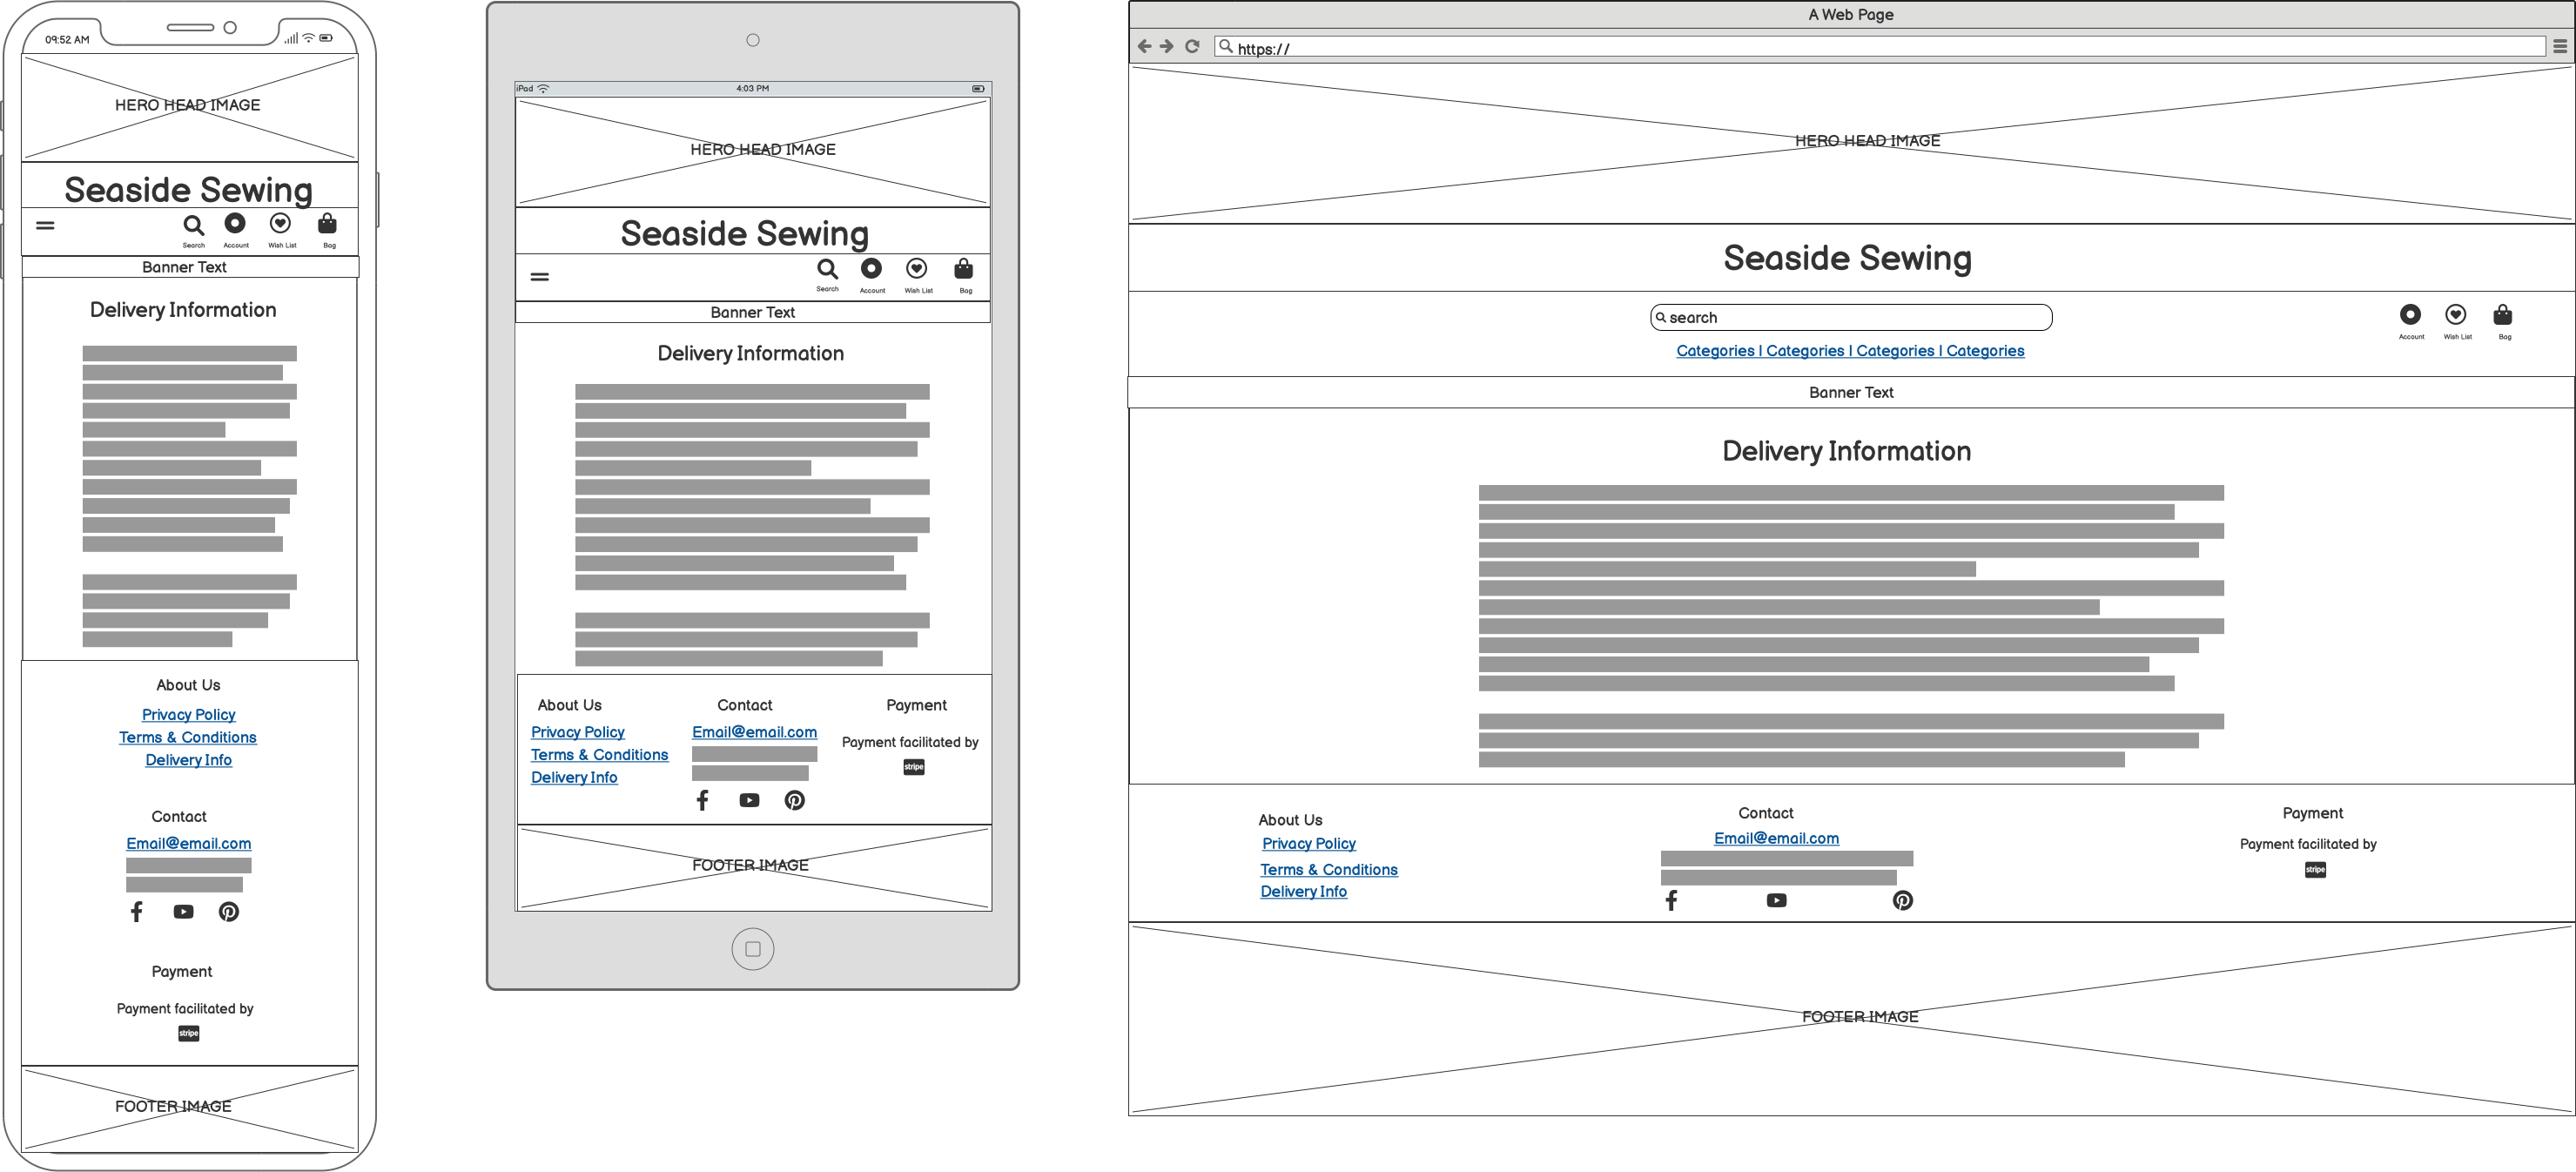 09:52 AM
HERO HEAD IMAGE
Seaside Sewing
Search Account Wish List Bag
Banner Text
Delivery Information
About Us
Privacy Policy
Terms & Conditions
Delivery Info
Contact
Email@email.com
Payment
Payment facilitated by
stripe
FOOTER IMAGE
iPad 4:03 PM
HERO HEAD IMAGE
Seaside Sewing
Search Account Wish List Bag
Banner Text
Delivery Information
About Us
Privacy Policy
Terms & Conditions
Delivery Info
Contact
Email@email.com
Payment
Payment facilitated by
stripe
FOOTER IMAGE
A Web Page
https://
HERO HEAD IMAGE
Seaside Sewing
search
Account Wish List Bag
Categories | Categories | Categories | Categories
Banner Text
Delivery Information
About Us
Privacy Policy
Terms & Conditions
Delivery Info
Contact
Email@email.com
Payment
Payment facilitated by
stripe
FOOTER IMAGE